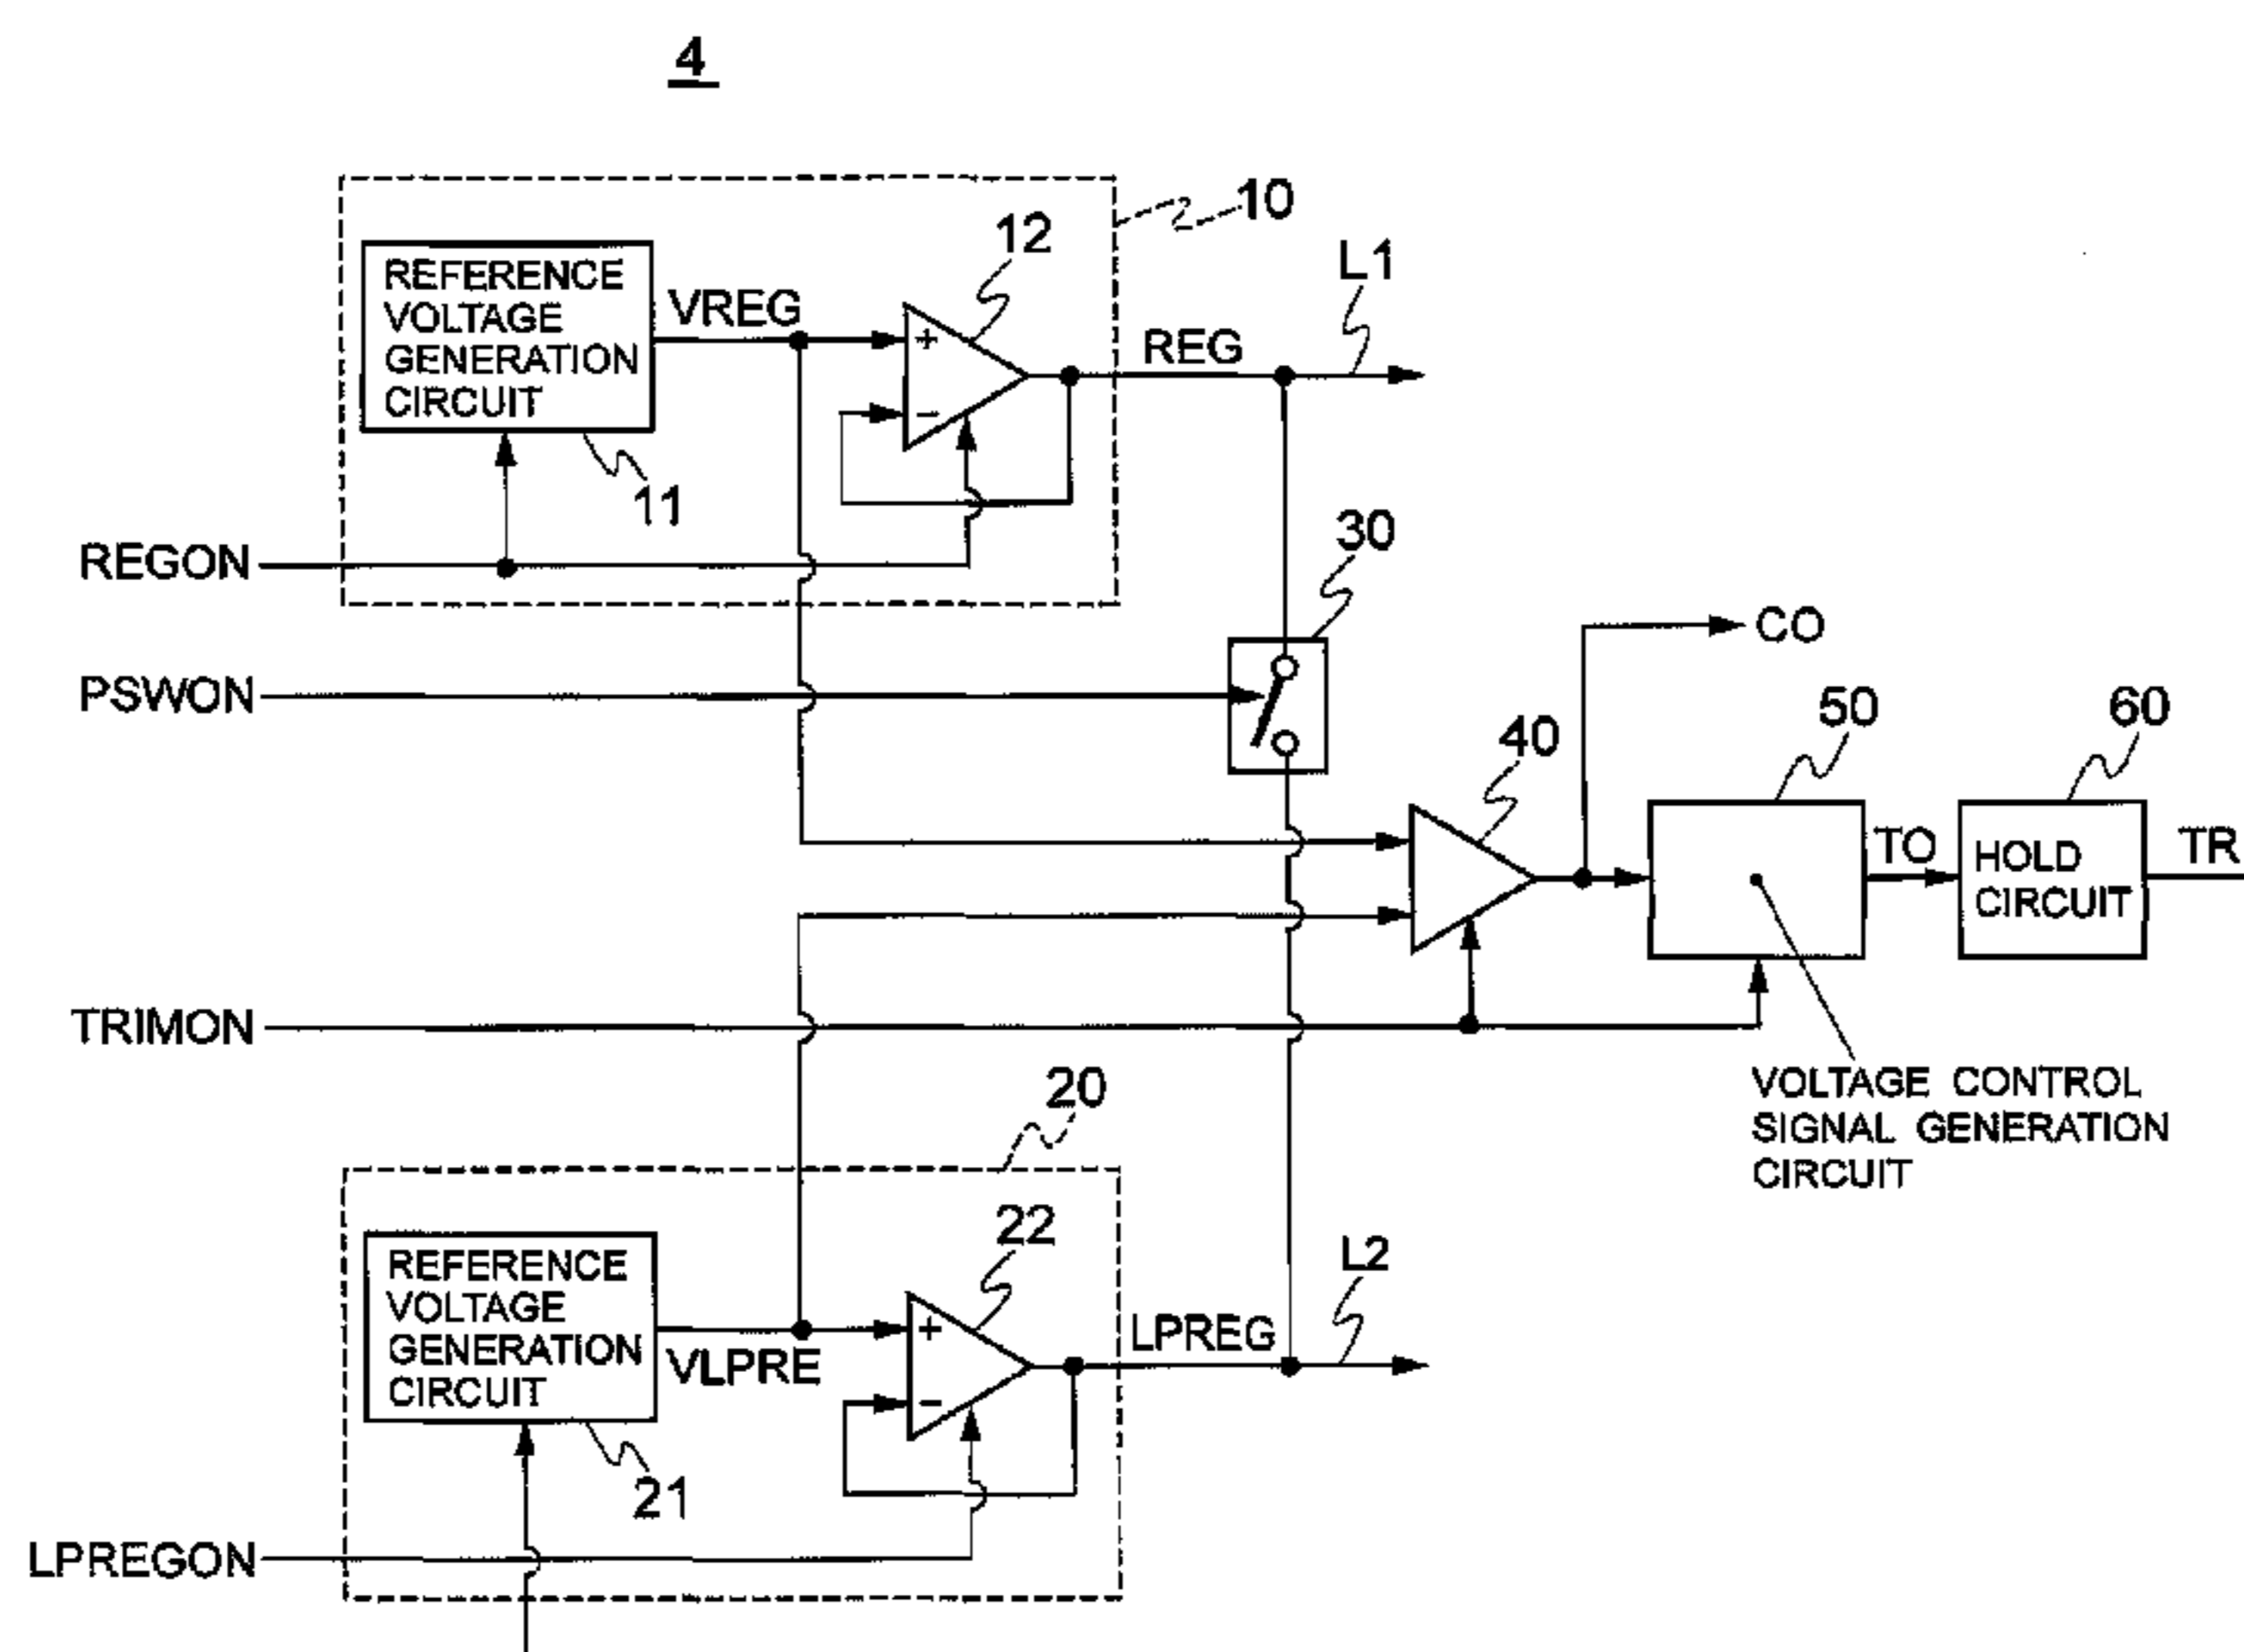 4
10
12
L1
REFERENCE
VOLTAGE
GENERATION
CIRCUIT
VREG
+
−
REG
11
REGON
30
CO
PSWON
40
50
60
TO
HOLD
CIRCUIT
TR
TRIMON
VOLTAGE CONTROL
SIGNAL GENERATION
CIRCUIT
20
22
L2
REFERENCE
VOLTAGE
GENERATION
CIRCUIT
VLPRE
+
−
LPREG
21
LPREGON